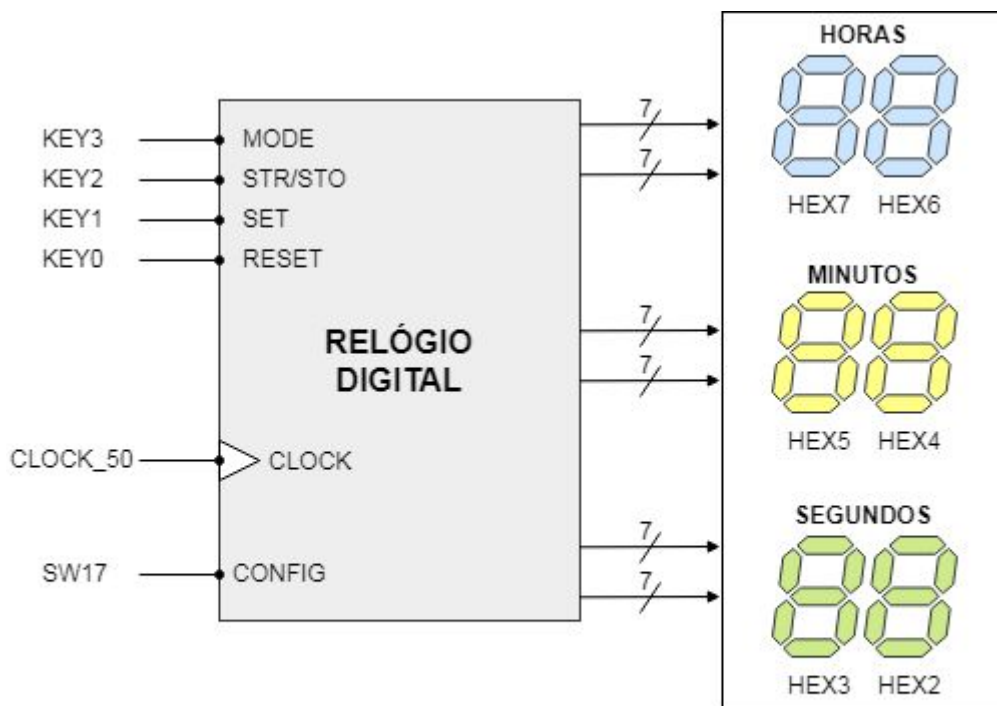 KEY3
KEY2
KEY1
KEY0
CLOCK_50
SW17
MODE
STR/STO
SET
RESET
RELÓGIO
DIGITAL
CLOCK
CONFIG
7
7
7
7
7
7
HORAS
HEX7 HEX6
MINUTOS
HEX5 HEX4
SEGUNDOS
HEX3 HEX2